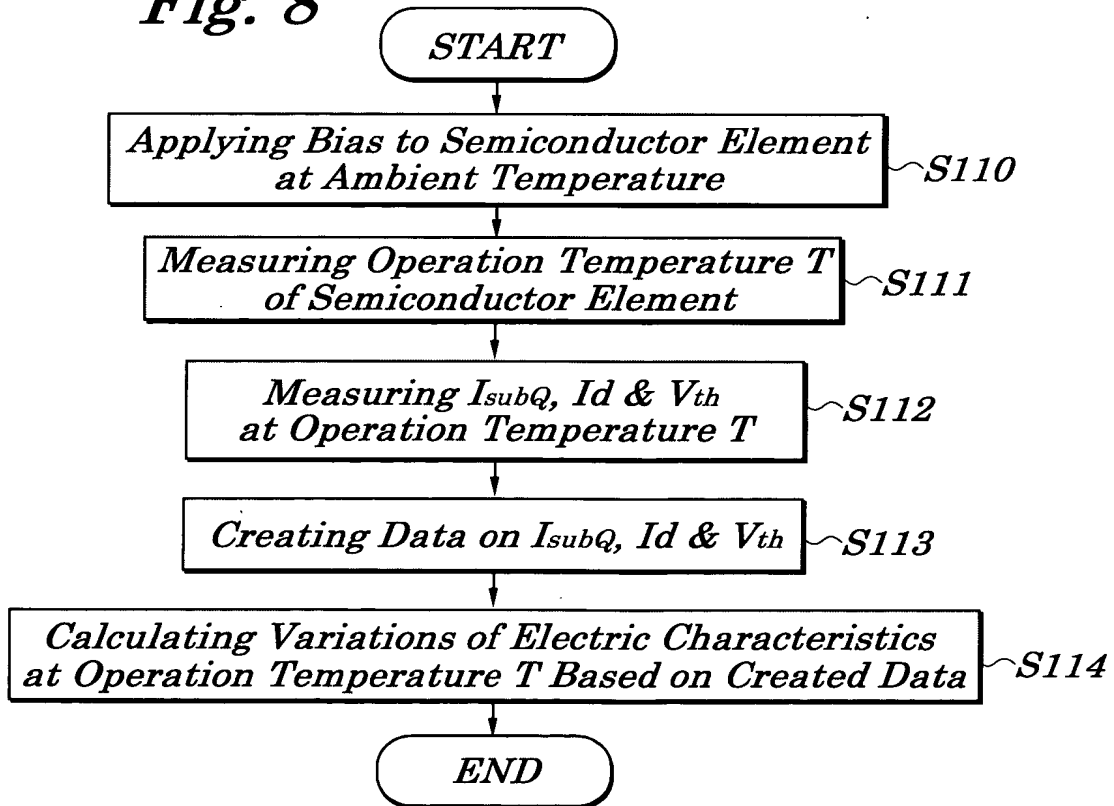 Fig. 8
START
Applying Bias to Semiconductor Element
at Ambient Temperature
S110
Measuring Operation Temperature T
of Semiconductor Element
S111
Measuring IsubQ, Id & Vth
at Operation Temperature T
S112
Creating Data on IsubQ, Id & Vth
S113
Calculating Variations of Electric Characteristics
at Operation Temperature T Based on Created Data
S114
END